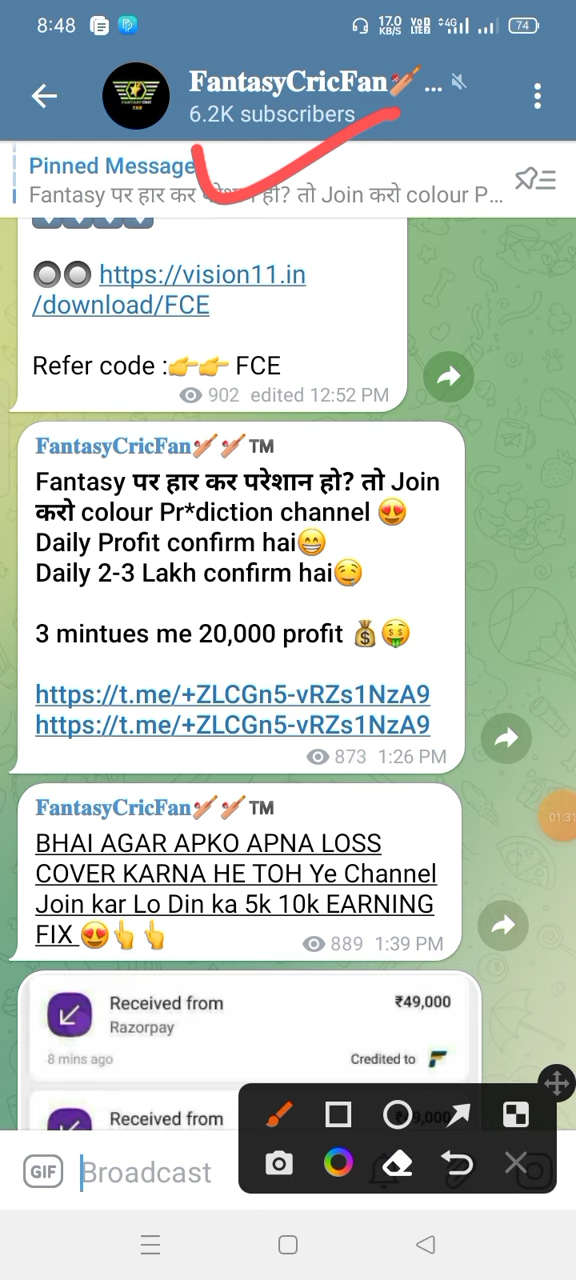 8:48
17.0 KB/S
VoD LTE2
4G
74
FantasyCricFan🏏...
6.2K subscribers
Pinned Message
Fantasy पर हार कर हो? तो Join करो colour P...
https://vision11.in
/download/FCE
Refer code :👉👉 FCE
902 edited 12:52 PM
FantasyCricFan🏏🏏™
Fantasy पर हार कर परेशान हो? तो Join
करो colour Pr*diction channel 😍
Daily Profit confirm hai😁
Daily 2-3 Lakh confirm hai🤤
3 mintues me 20,000 profit 💰🤑
https://t.me/+ZLCGn5-vRZs1NzA9
https://t.me/+ZLCGn5-vRZs1NzA9
873 1:26 PM
FantasyCricFan🏏🏏™
BHAI AGAR APKO APNA LOSS
COVER KARNA HE TOH Ye Channel
Join kar Lo Din ka 5k 10k EARNING
FIX 😍👆👆
889 1:39 PM
01:31
Received from
₹49,000
Razorpay
8 mins ago
Credited to
Received from
GIF
Broadcast